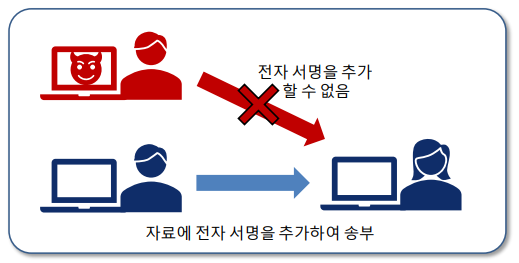 전자 서명을 추가
할 수 없음
자료에 전자 서명을 추가하여 송부